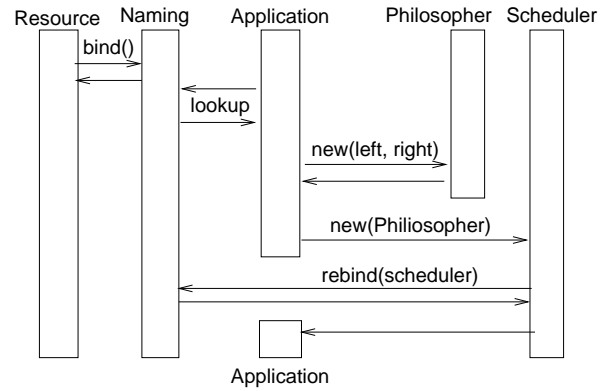 Resource Naming Application Philosopher Scheduler
bind()
lookup
new(left, right)
new(Philiosopher)
rebind(scheduler)
Application